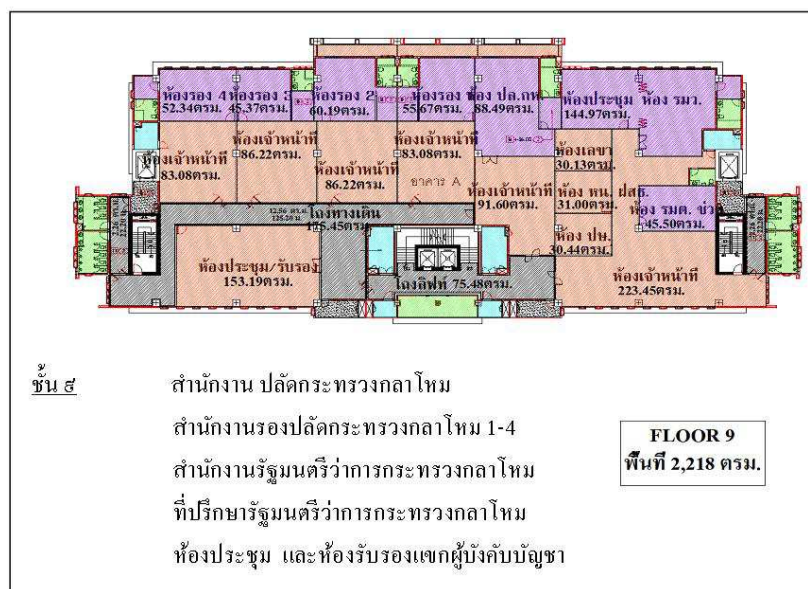 ห้องรอง 4 ห้องรอง 3 ห้องรอง 2 ห้องรอง ห้อง ปล.กห. ห้องประชุม ห้อง รมว.
52.34ตรม. 45.37ตรม. 60.19ตรม. 55.67ตรม. 88.49ตรม. 144.97ตรม.
ห้องเจ้าหน้าที่ ห้องเจ้าหน้าที่ ห้องเจ้าหน้าที่ ห้องเจ้าหน้าที่ ห้องเลขา
83.08ตรม. 86.22ตรม. 86.22ตรม. 83.08ตรม. 30.13ตรม.
อาคาร A
ห้องเจ้าหน้าที่ ห้อง หน. ฝสธ. ห้อง รมต. ช่ว
91.60ตรม. 31.00ตรม. 45.50ตรม.
โถงทางเดิน
175.45ตรม.
ห้อง ปษ.
30.44ตรม.
ห้องประชุม/รับรอง
153.19ตรม.
โถงลิฟท์ 75.48ตรม.
ห้องเจ้าหน้าที่
223.45ตรม.
ชั้น ๙ สำนักงาน ปลัดกระทรวงกลาโหม
สำนักงานรองปลัดกระทรวงกลาโหม 1-4
สำนักงานรัฐมนตรีว่าการกระทรวงกลาโหม
ที่ปรึกษารัฐมนตรีว่าการกระทรวงกลาโหม
ห้องประชุม และห้องรับรองแขกผู้บังคับบัญชา
FLOOR 9
พื้นที่ 2,218 ตรม.